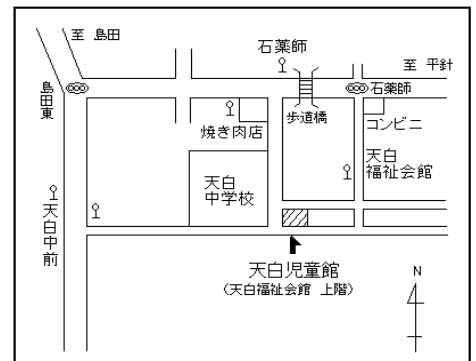 至 島田
石薬師
至 平針
島田東
石薬師
焼き肉店
歩道橋
コンビニ
天白
福祉会館
天白
中学校
天白中前
天白児童館
(天白福祉会館 上階)
N